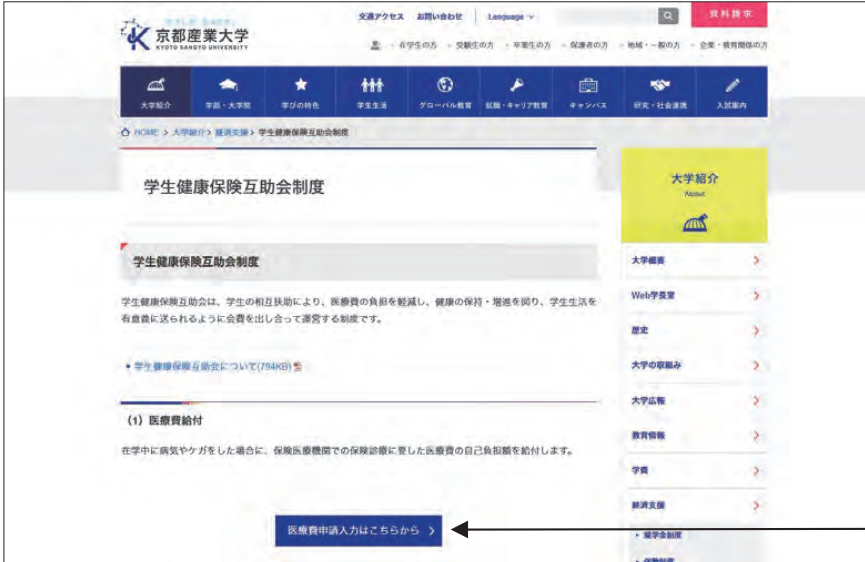 交通アクセス お問い合わせ Language
資料請求
京都産業大学
KYOTO SANGYO UNIVERSITY
在学生の方 受験生の方 卒業生の方 保護者の方 地域・一般の方 企業・教育関係の方
大学紹介 学部・大学院 学びの特色 学生生活 グローバル教育 就職・キャリア教育 キャンパス 研究・社会連携 入試案内
HOME > 大学紹介 > 経済支援 > 学生健康保険互助会制度
学生健康保険互助会制度
大学紹介
About
学生健康保険互助会制度
学生健康保険互助会は、学生の相互扶助により、医療費の負担を軽減し、健康の保持・増進を図り、学生生活を
有意義に送られるように会費を出し合って運営する制度です。
・学生健康保険互助会について(794KB)
(1) 医療費給付
在学中に病気やケガをした場合に、保険医療機関での保険診療に要した医療費の自己負担額を給付します。
医療費申請入力はこちらから >
大学概要
Web学長室
歴史
大学の取組み
大学広報
教育情報
学費
経済支援
・奨学金制度